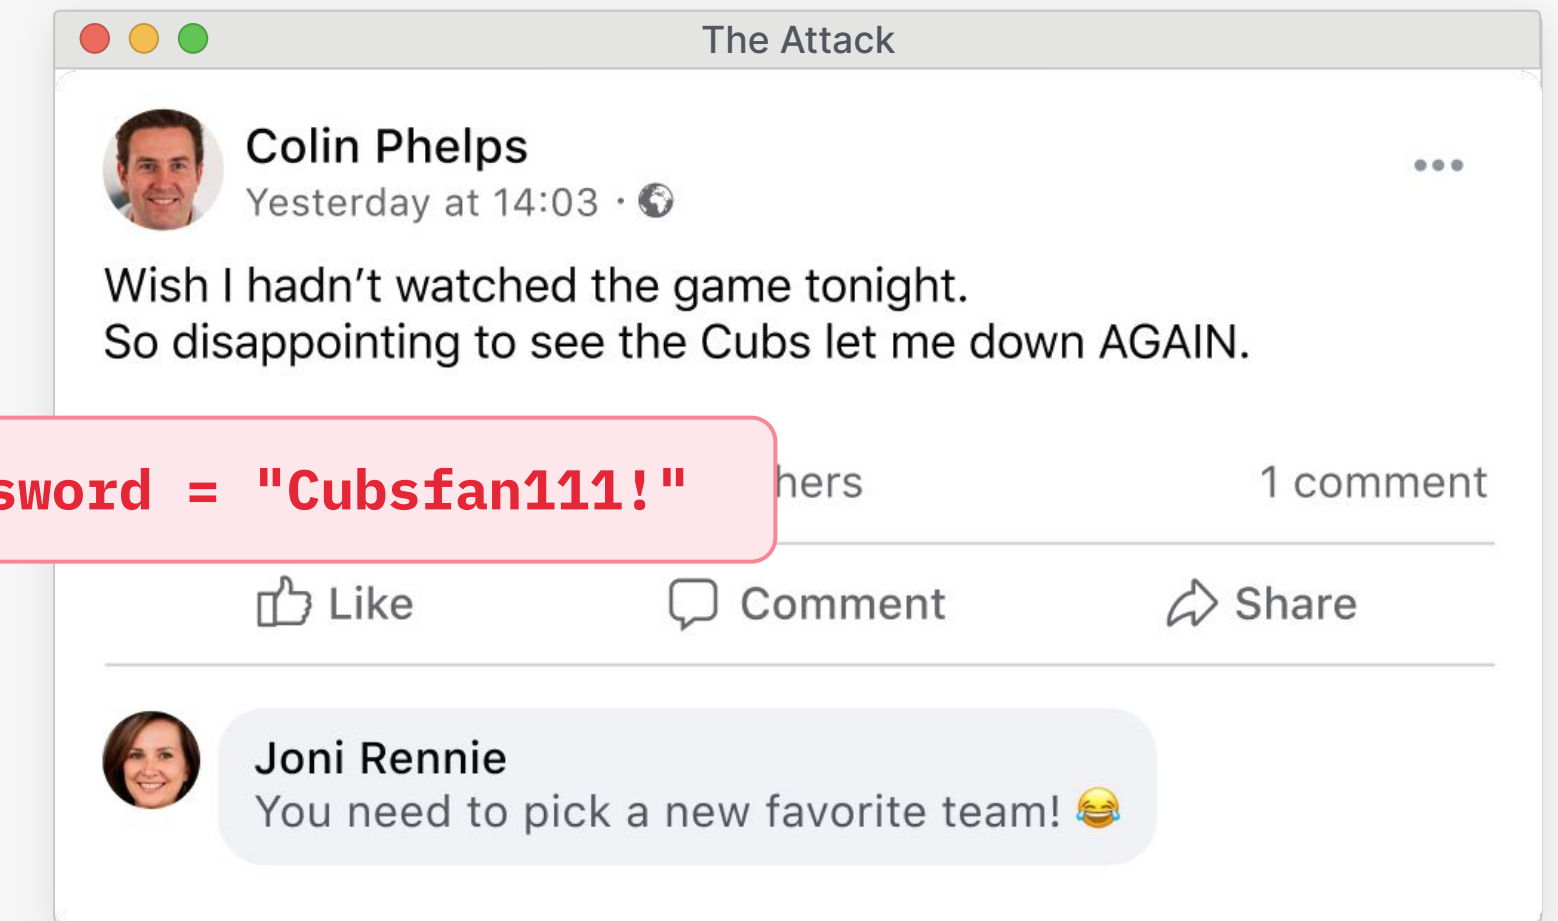 The Attack
Colin Phelps
Yesterday at 14:03 ·
Wish I hadn’t watched the game tonight.
So disappointing to see the Cubs let me down AGAIN.
sword = "Cubsfan111!"
hers
1 comment
Like
Comment
Share
Joni Rennie
You need to pick a new favorite team! 😂